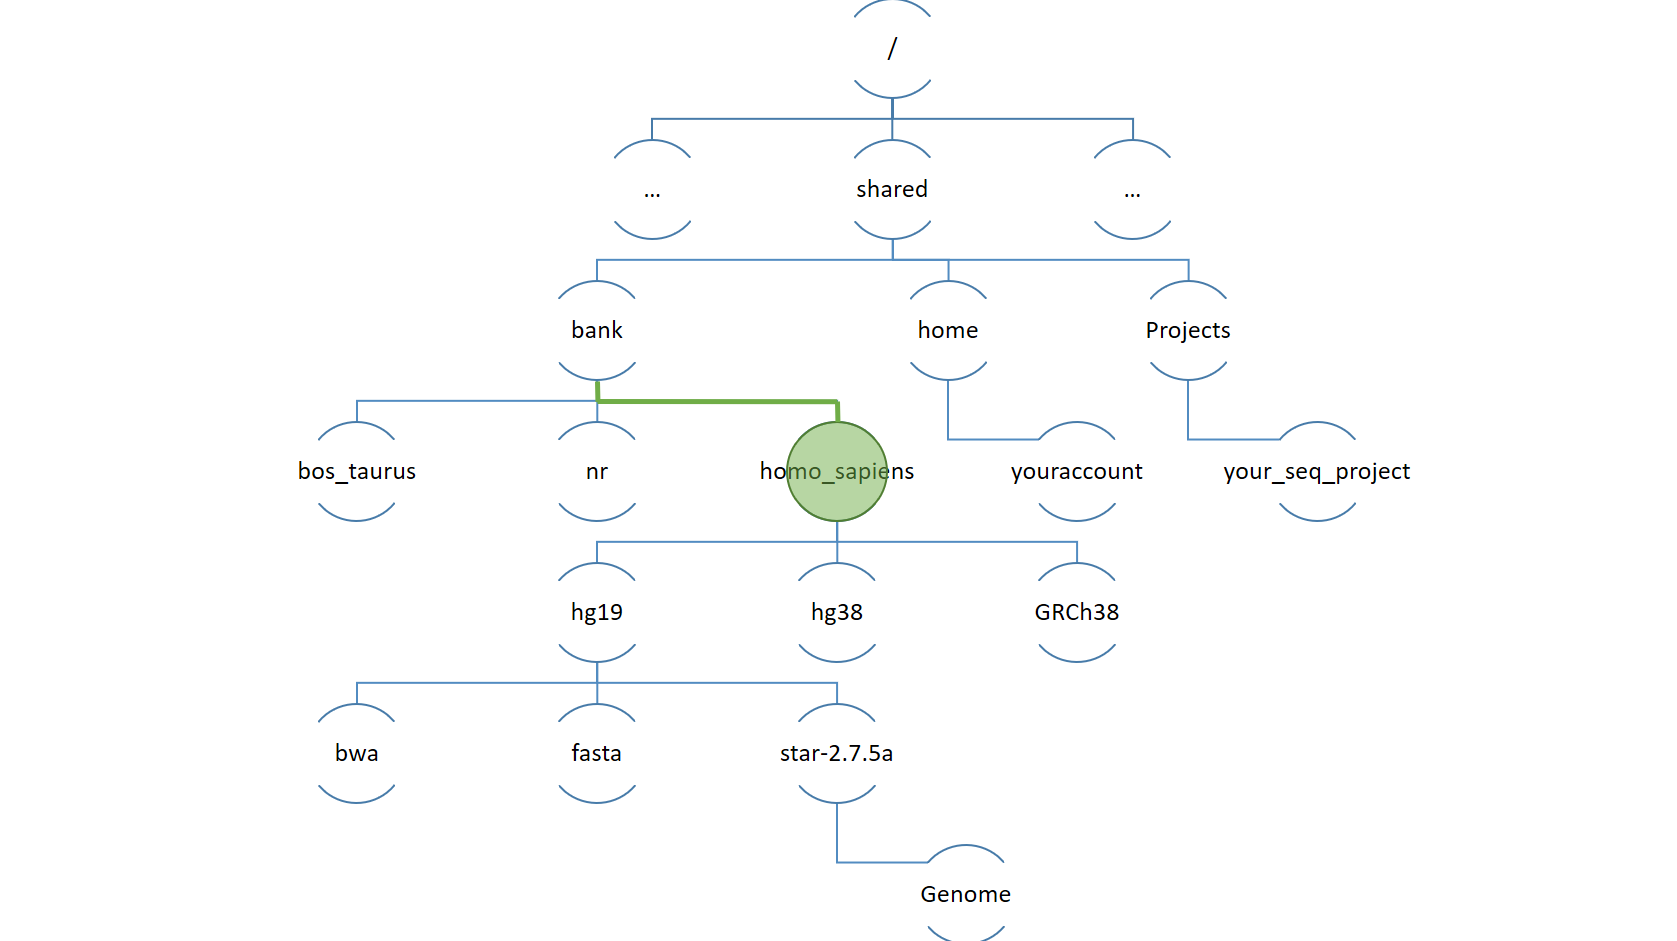 /
...
shared
...
bank
home
Projects
bos_taurus
nr
homo_sapiens
youraccount
your_seq_project
hg19
hg38
GRCh38
bwa
fasta
star-2.7.5a
Genome